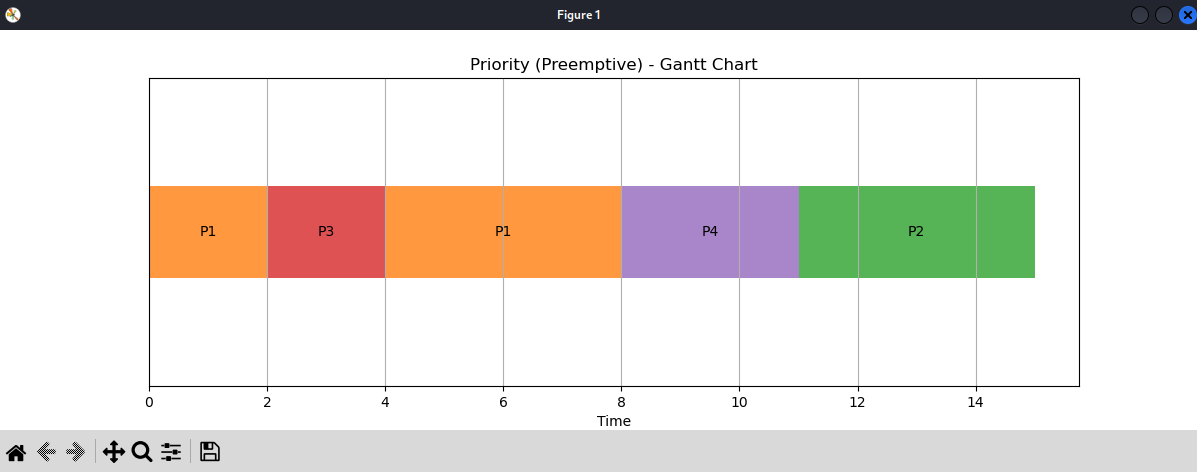 Figure 1
Priority (Preemptive) - Gantt Chart
P1 P3 P1 P4 P2
0 2 4 6 8 10 12 14
Time